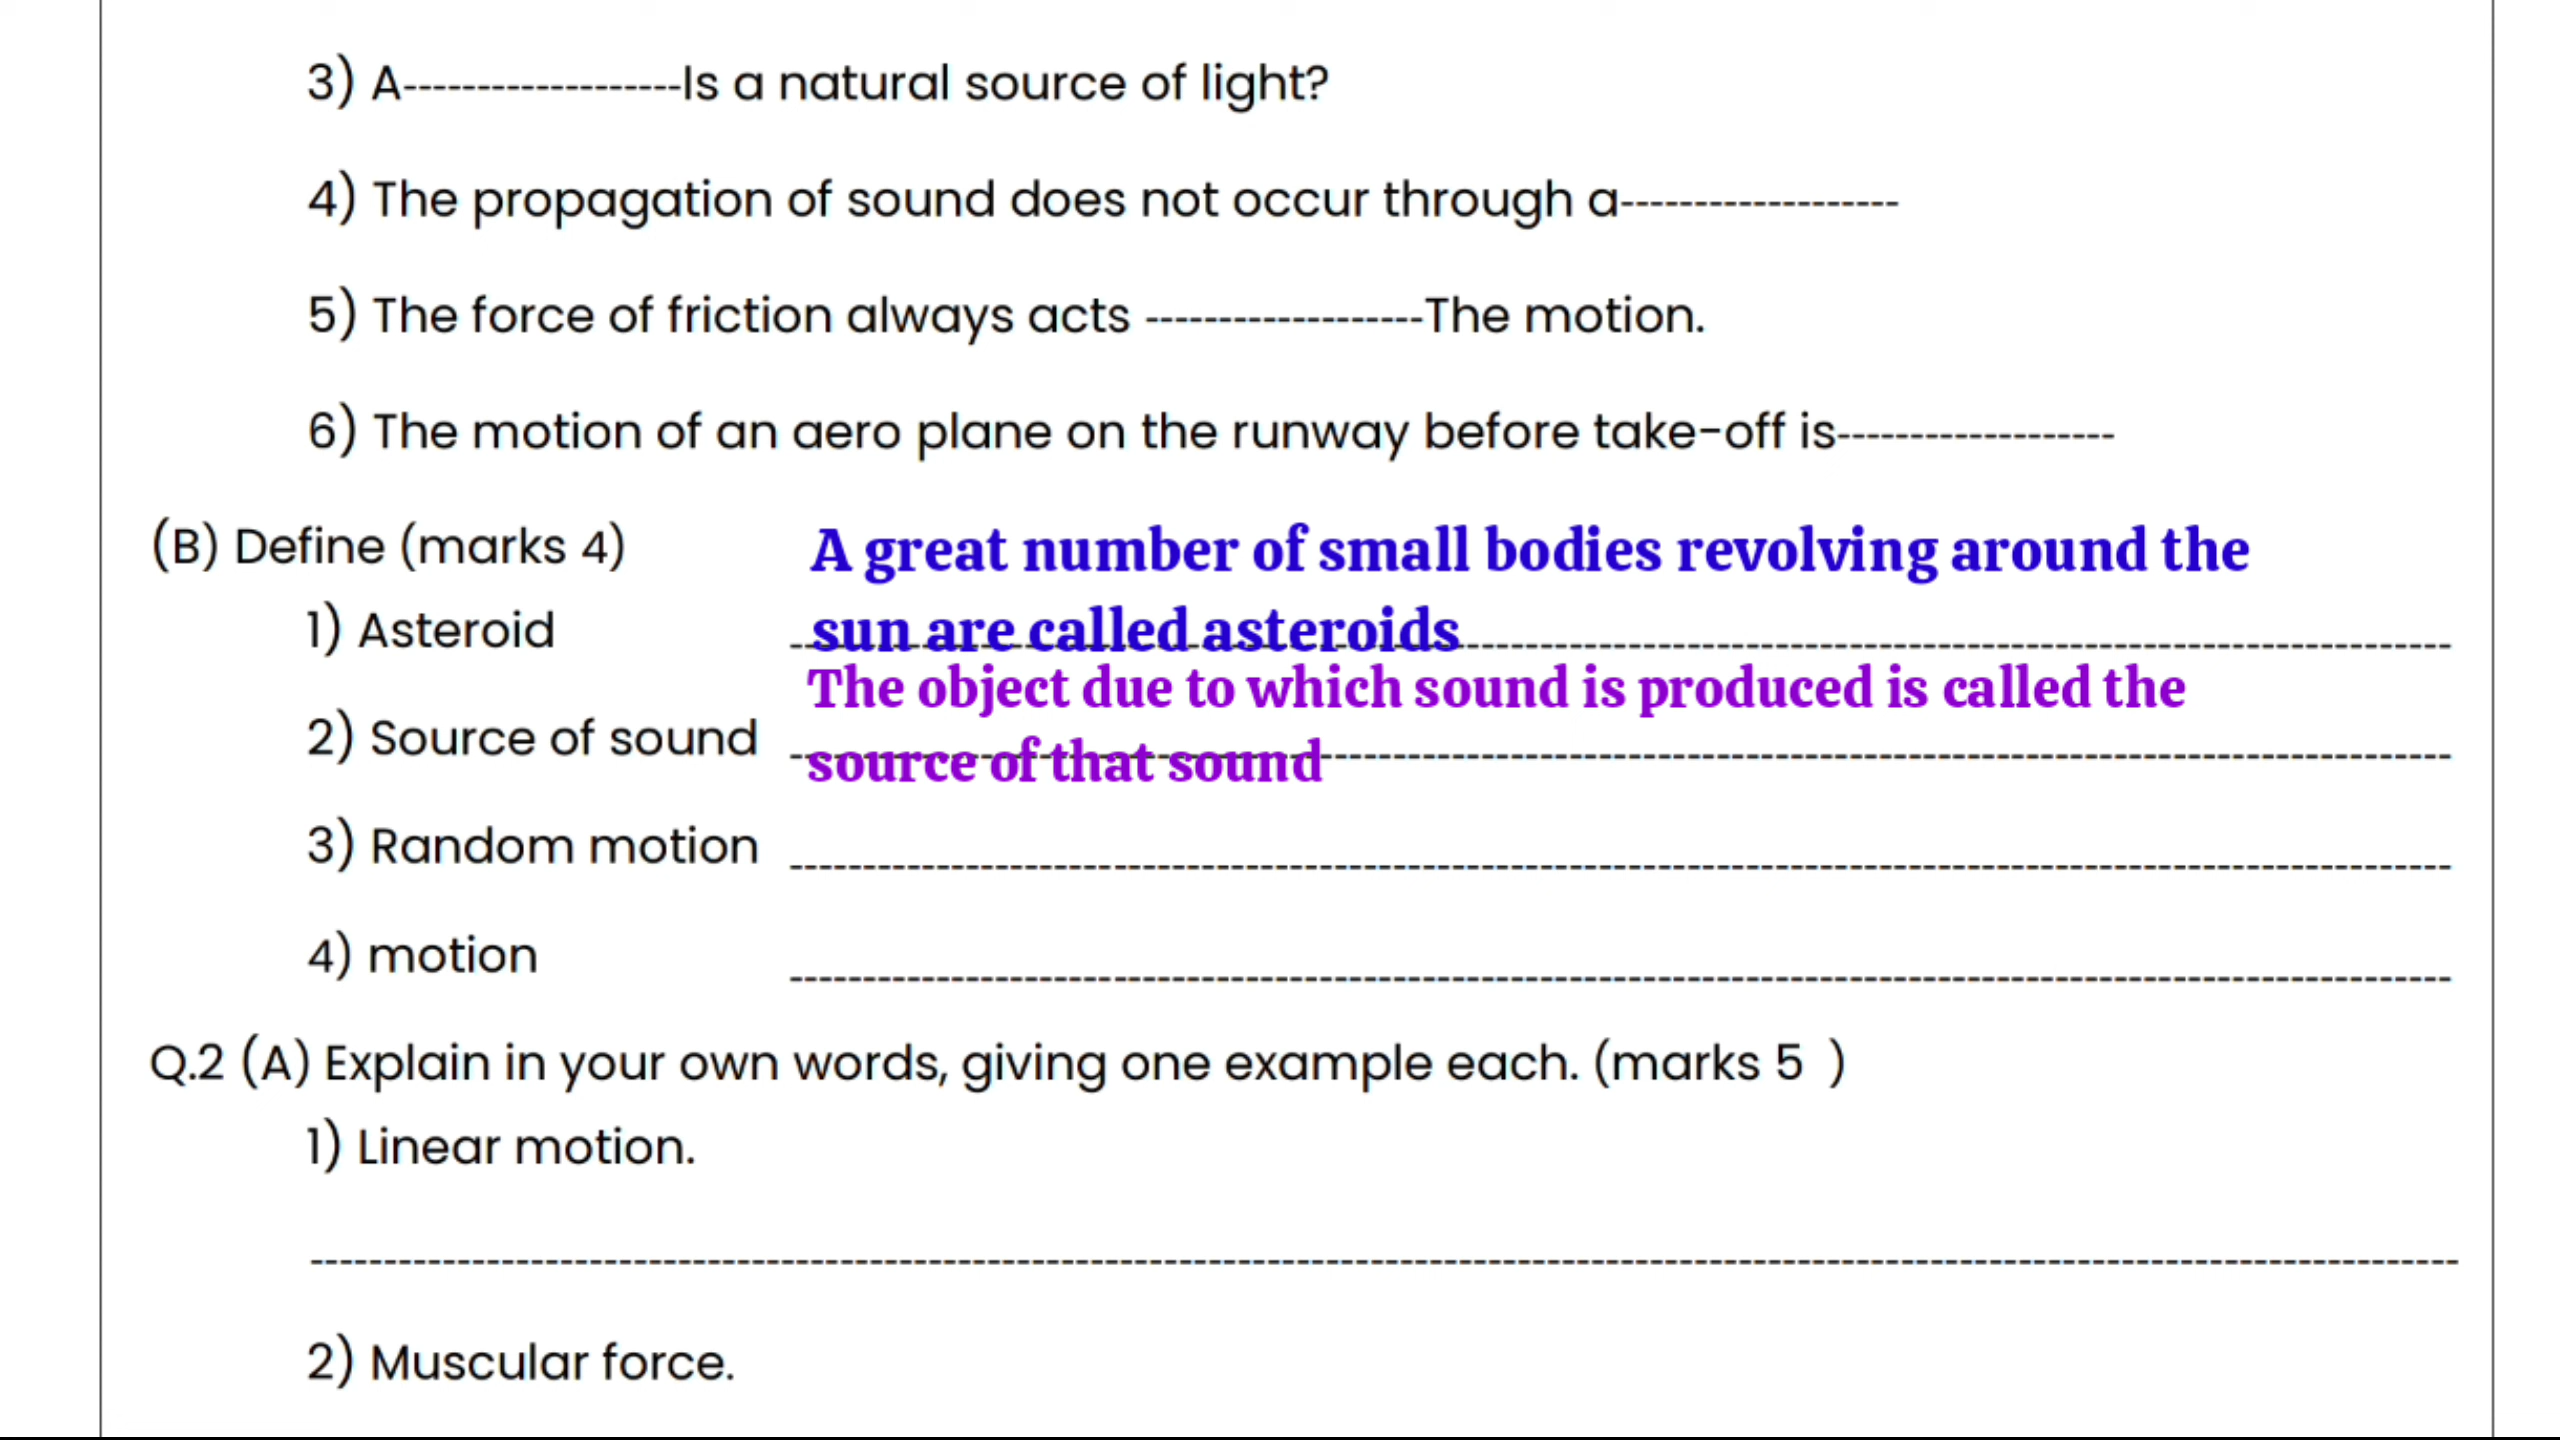 3) A-------------------Is a natural source of light?
4) The propagation of sound does not occur through a-------------------
5) The force of friction always acts -------------------The motion.
6) The motion of an aero plane on the runway before take-off is-------------------
(B) Define (marks 4)
A great number of small bodies revolving around the
1) Asteroid sun are called asteroids
The object due to which sound is produced is called the
2) Source of sound
source of that sound
3) Random motion
4) motion
Q.2 (A) Explain in your own words, giving one example each. (marks 5 )
1) Linear motion.
2) Muscular force.